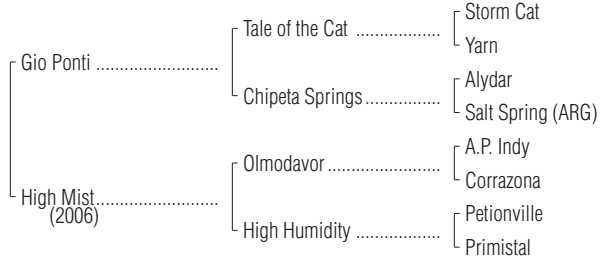 Storm Cat
Tale of the Cat ..................
Yarn
Gio Ponti ..........................
Alydar
Chipeta Springs ................
Salt Spring (ARG)
A.P. Indy
Olmodavor ........................
Corrazona
High Mist ..........................
(2006)
Petionville
High Humidity ..................
Primistal